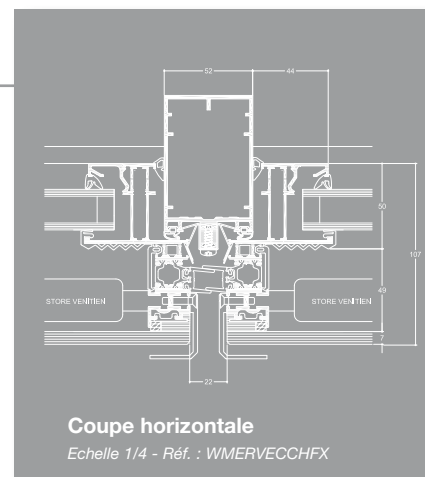 52
44
50
107
STORE VENITIEN
STORE VENITIEN
49
7
22
Coupe horizontale
Echelle 1/4 - Réf. : WMERVECCHFX